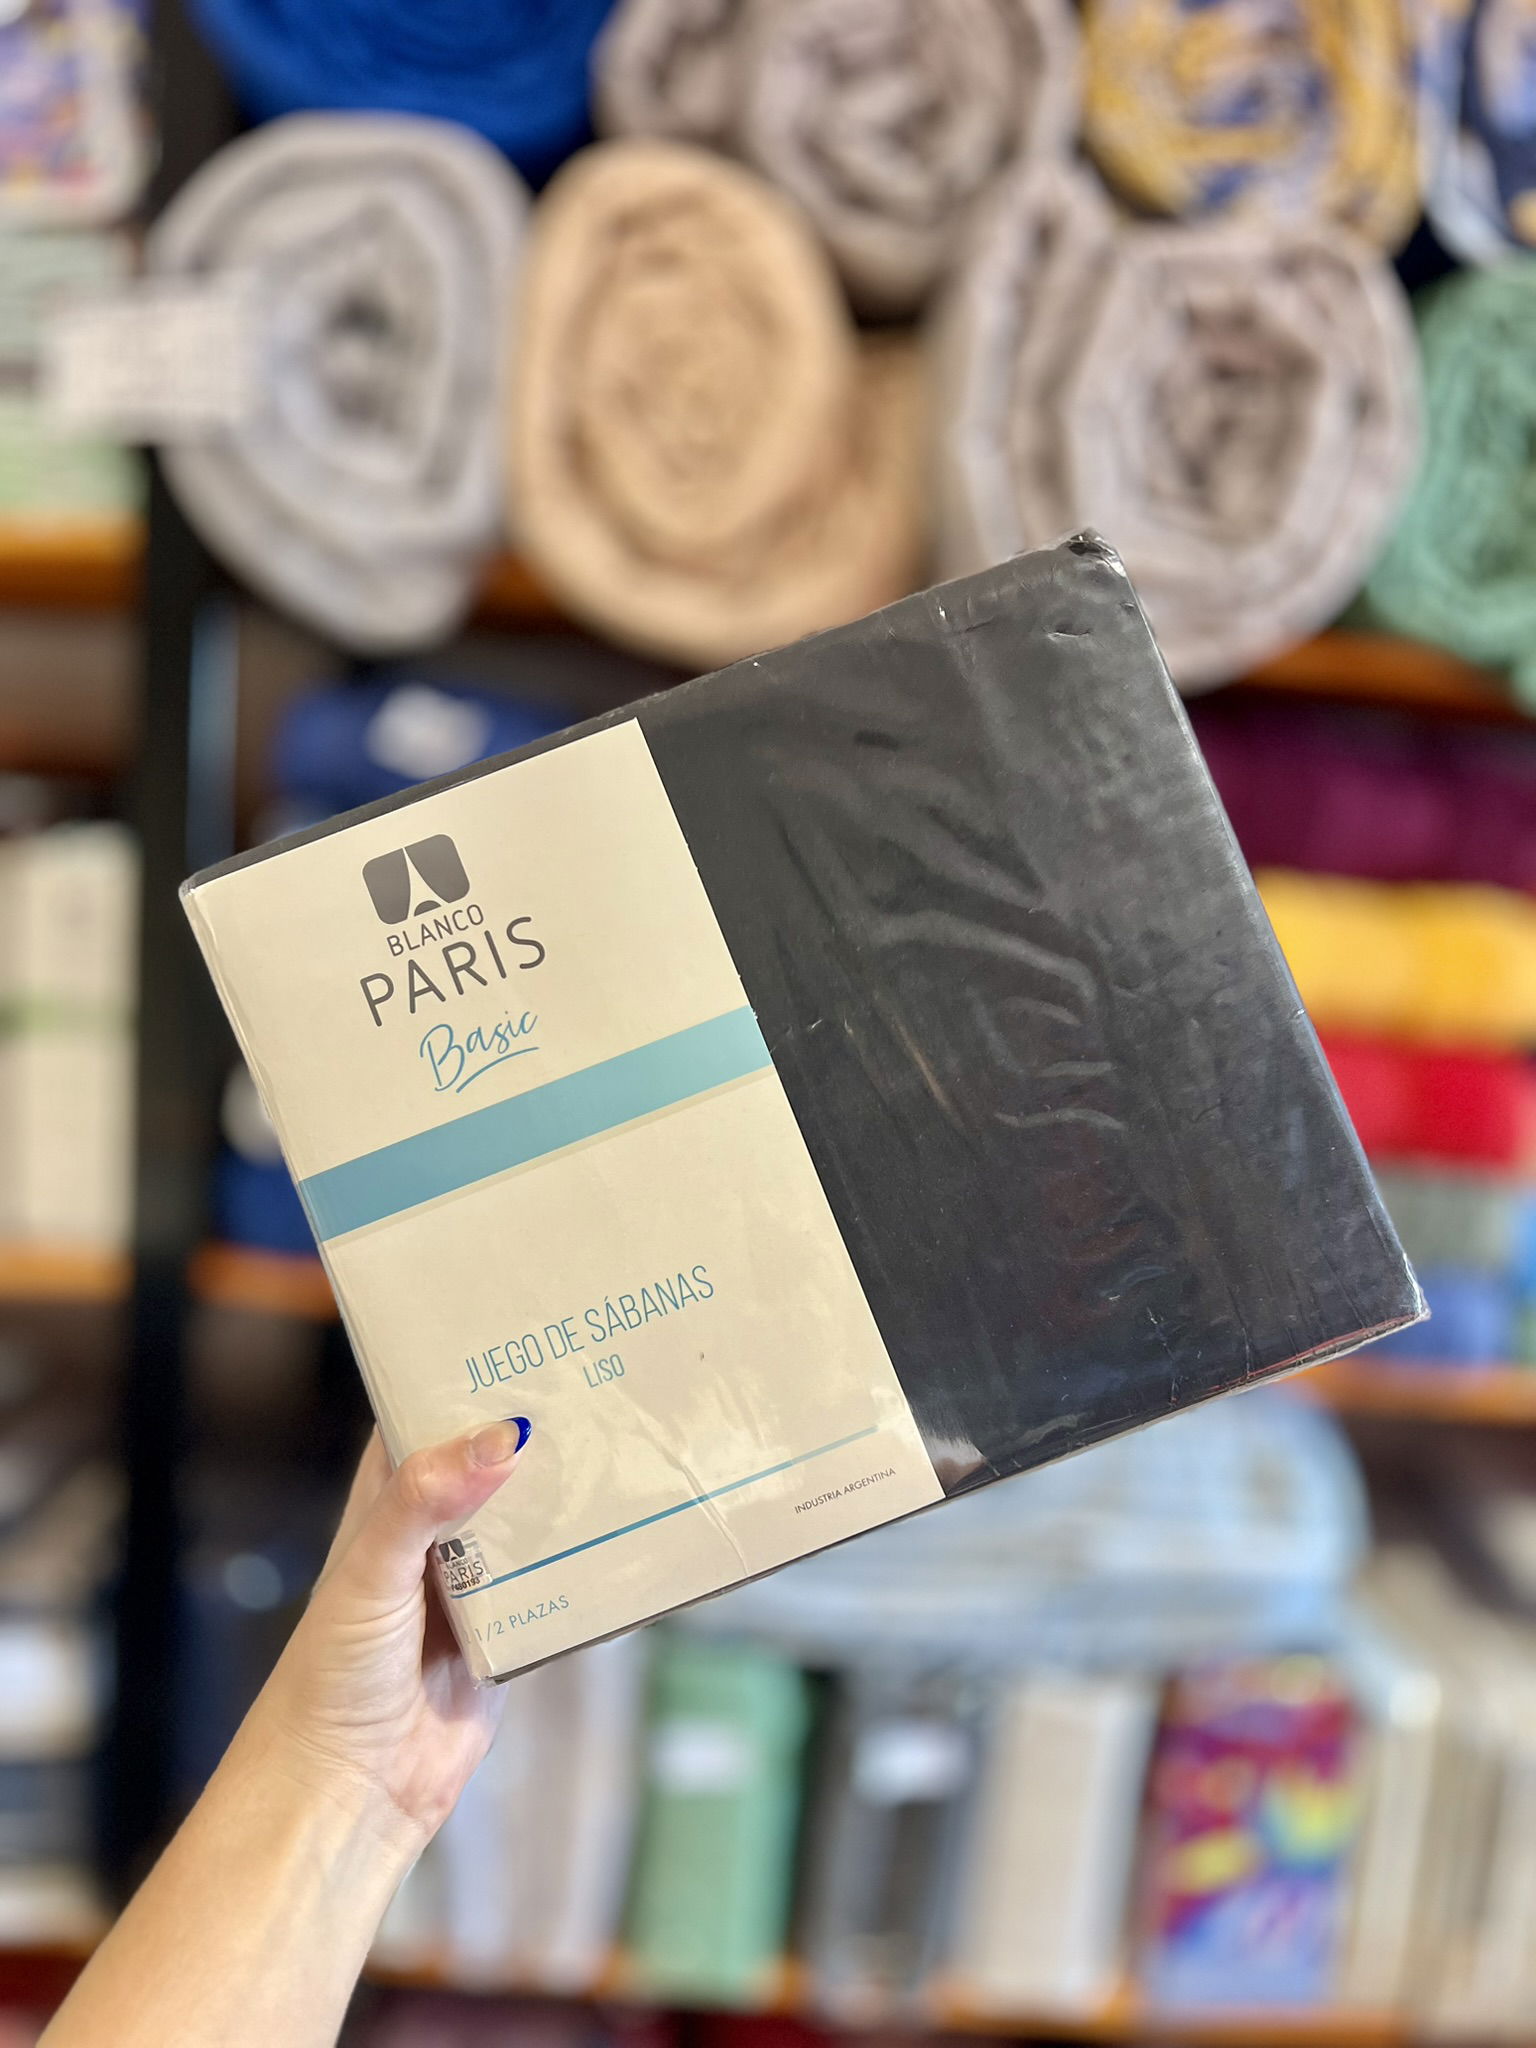 BLANCO
PARIS
Basic
JUEGO DE SÁBANAS
LISO
INDUSTRIA ARGENTINA
BLANCO
PARIS
1/2 PLAZAS